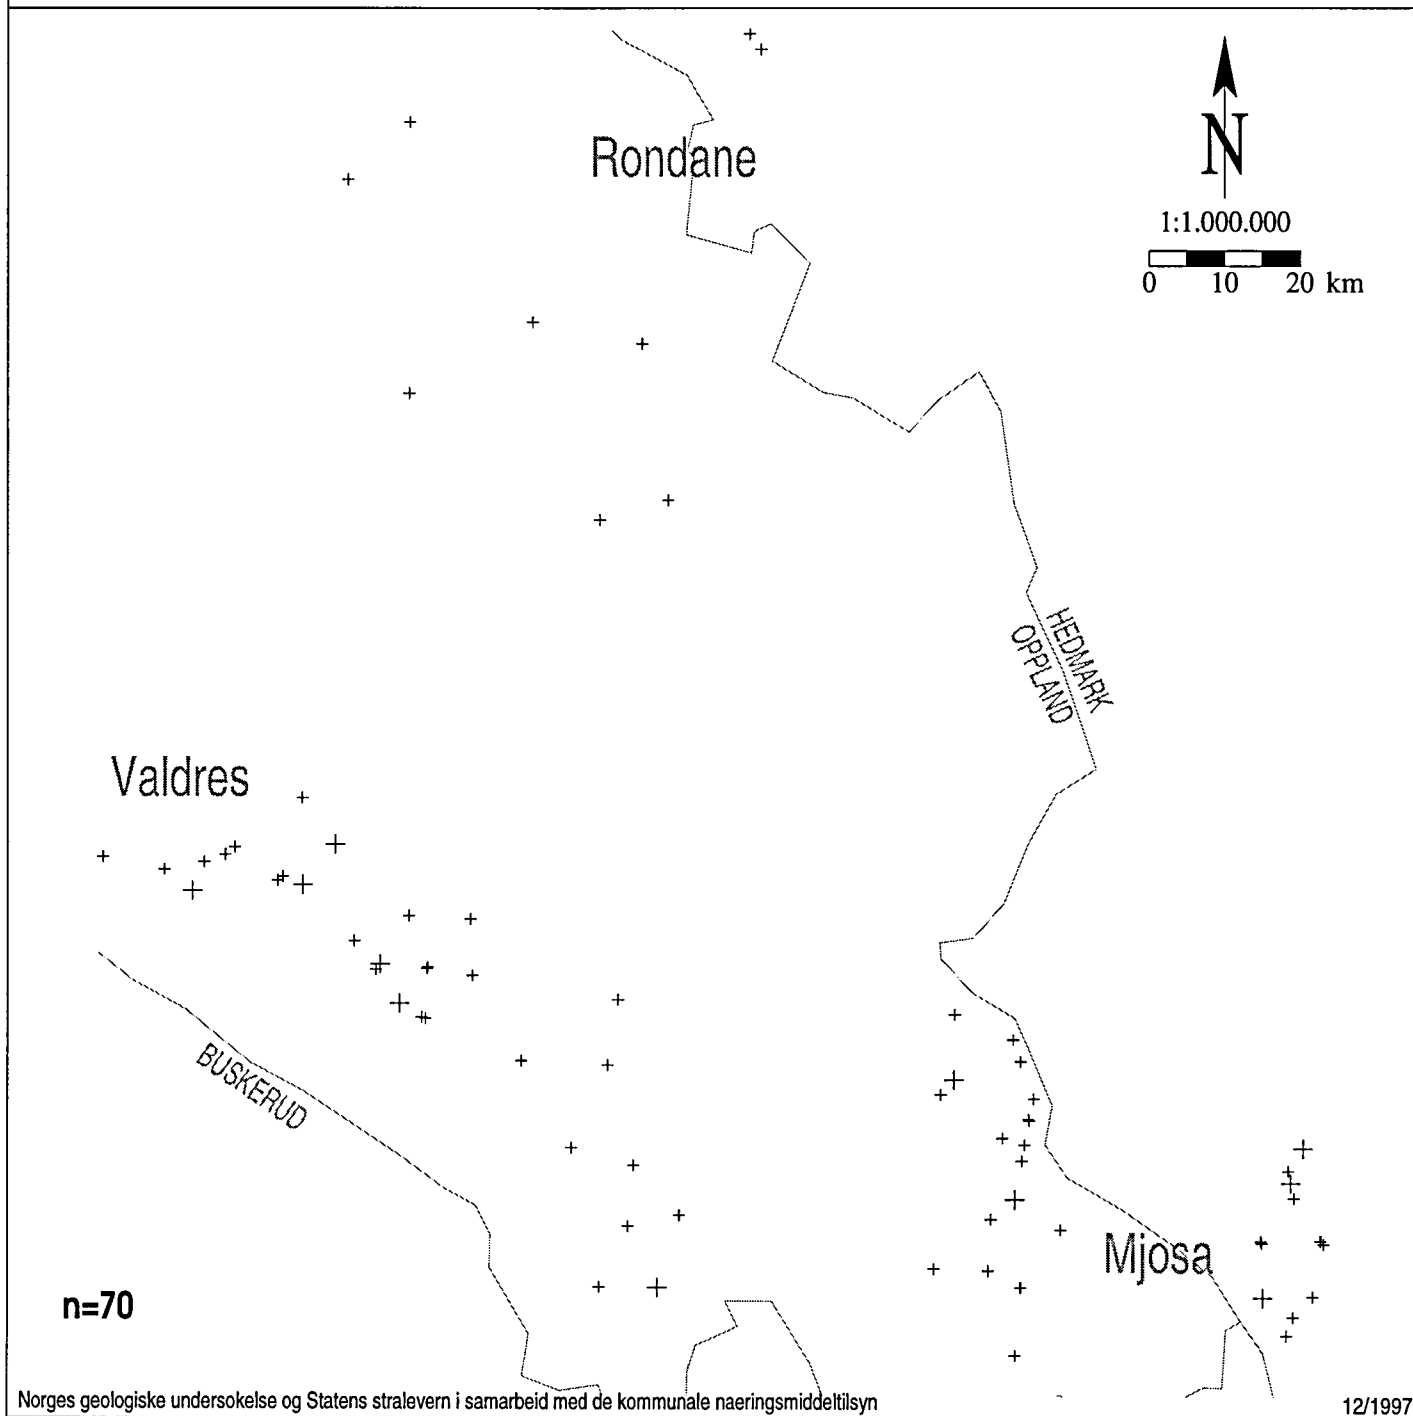 Rondane
N
1:1.000.000
0 10 20 km
HEDMARK
OPPLAND
Valdres
BUSKERUD
Mjosa
n=70
Norges geologiske undersokelse og Statens stralevern i samarbeid med de kommunale naeringsmiddeltilsyn
12/1997